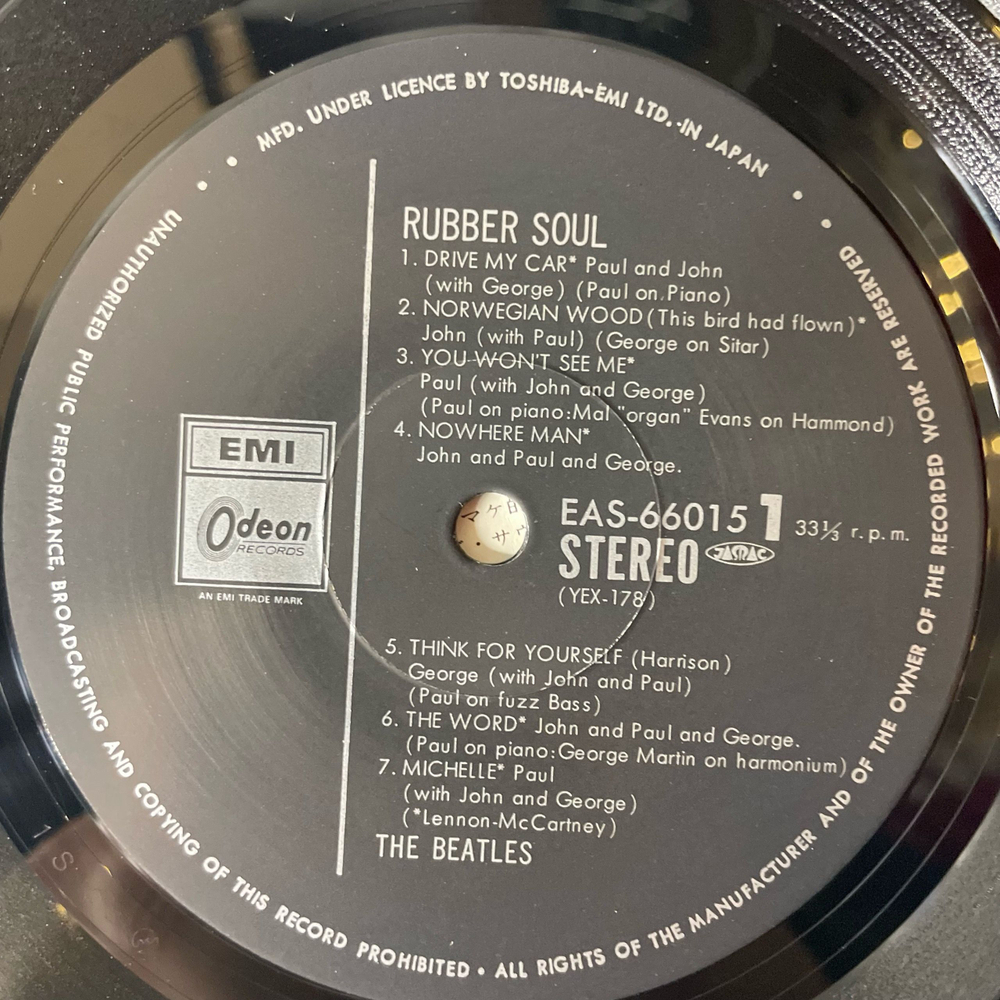 MFD. UNDER LICENCE BY TOSHIBA-EMI LTD.-IN JAPAN
RUBBER SOUL
1. DRIVE MY CAR* Paul and John
(with George) (Paul on Piano)
2. NORWEGIAN WOOD (This bird had flown)*
John (with Paul) (George on Sitar)
3. YOU WON'T SEE ME*
Paul (with John and George)
(Paul on piano:Mal "organ" Evans on Hammond)
4. NOWHERE MAN*
John and Paul and George.
EMI
Odeon
RECORDS
AN EMI TRADE MARK
EAS-66015 1 33⅓ r.p.m.
STEREO JASRAC
(YEX-178)
マケ白
・サ
5. THINK FOR YOURSELF (Harrison)
George (with John and Paul)
(Paul on fuzz Bass)
6. THE WORD* John and Paul and George.
(Paul on piano:George Martin on harmonium)
7. MICHELLE* Paul
(with John and George)
(*Lennon-McCartney)
THE BEATLES
UNAUTHORIZED PUBLIC PERFORMANCE, BROADCASTING AND COPYING OF THIS RECORD PROHIBITED • ALL RIGHTS OF THE MANUFACTURER AND OF THE OWNER OF THE RECORDED WORK ARE RESERVED